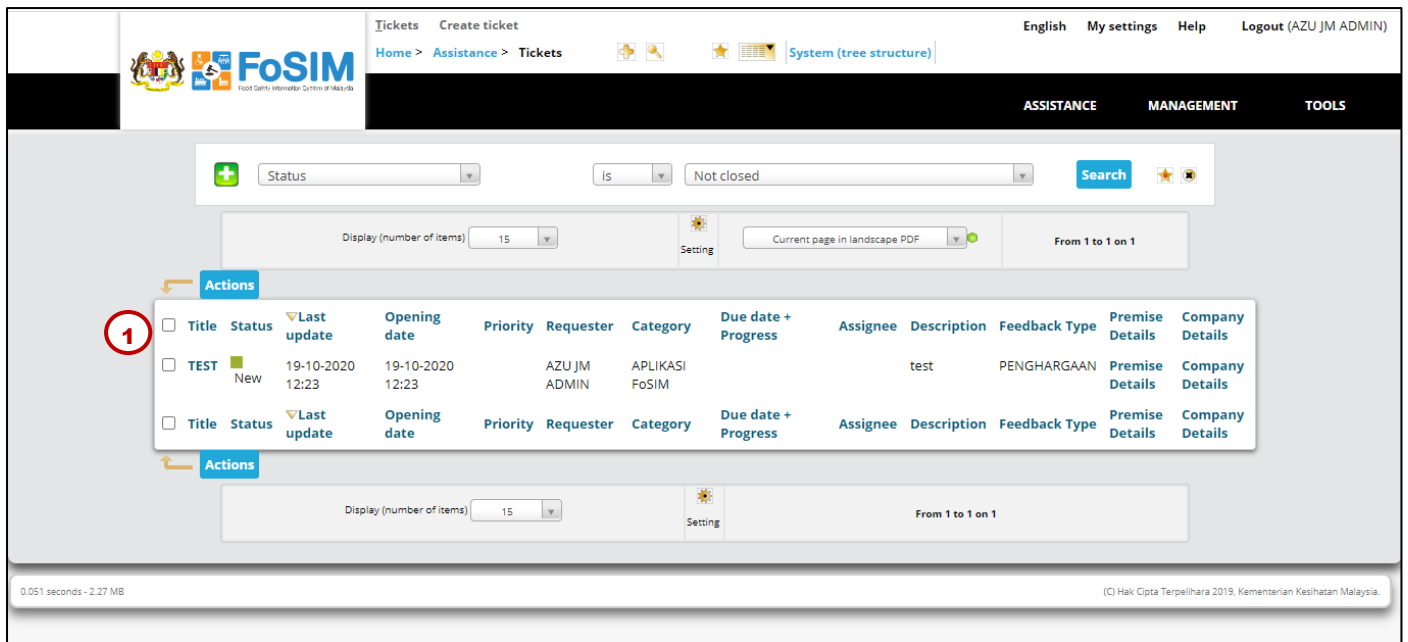 Tickets Create ticket
English My settings Help Logout (AZU JM ADMIN)
Home > Assistance > Tickets
System (tree structure)
FoSIM
Food Safety Information System of Malaysia
ASSISTANCE MANAGEMENT TOOLS
Status is Not closed Search
Display (number of items) 15 Setting Current page in landscape PDF From 1 to 1 on 1
Actions
1
Title Status Last update Opening date Priority Requester Category Due date + Progress Assignee Description Feedback Type Premise Details Company Details
TEST New 19-10-2020 12:23 19-10-2020 12:23 AZU JM ADMIN APLIKASI FoSIM test PENGHARGAAN Premise Details Company Details
Title Status Last update Opening date Priority Requester Category Due date + Progress Assignee Description Feedback Type Premise Details Company Details
Actions
Display (number of items) 15 Setting From 1 to 1 on 1
0.051 seconds - 2.27 MB
(C) Hak Cipta Terpelihara 2019, Kementerian Kesihatan Malaysia.